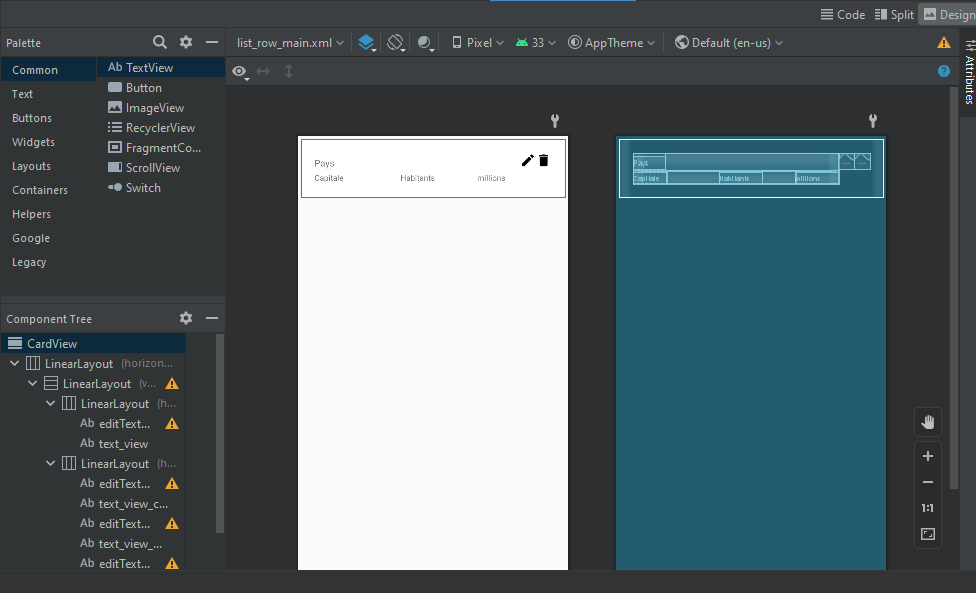 Code Split Design
Palette
list_row_main.xml Pixel 33 AppTheme Default (en-us)
Common
Text
Buttons
Widgets
Layouts
Containers
Helpers
Google
Legacy
Ab TextView
Button
ImageView
RecyclerView
FragmentCo...
ScrollView
Switch
Attributes
Pays
Capitale Habitants millions
Pays
Capitale Habitants millions
Component Tree
CardView
LinearLayout (horizon...
LinearLayout (v...
LinearLayout (h...
Ab editText...
Ab text_view
LinearLayout (h...
Ab editText...
Ab text_view_c...
Ab editText...
Ab text_view_...
Ab editText...
1:1